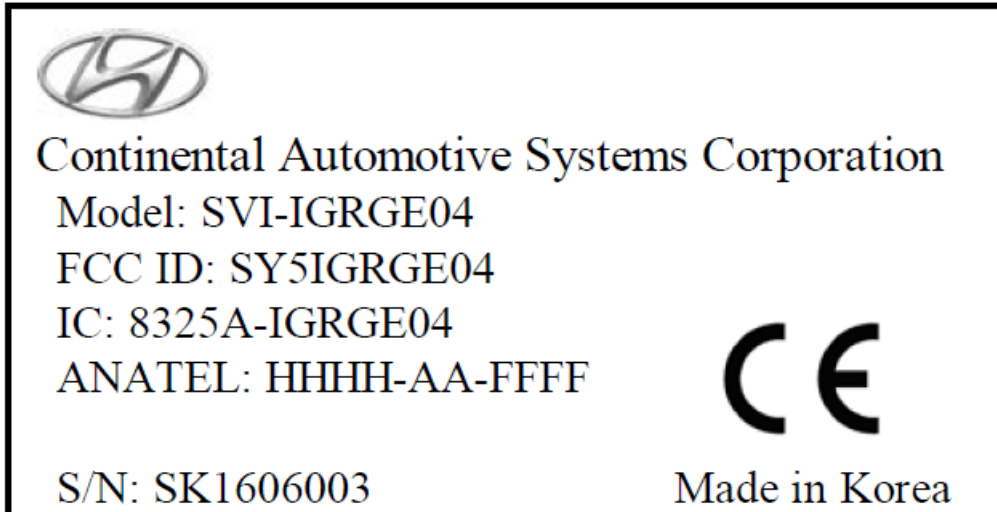 Continental Automotive Systems Corporation
Model: SVI-IGRGE04
FCC ID: SY5IGRGE04
IC: 8325A-IGRGE04
ANATEL: HHHH-AA-FFFF
CE
S/N: SK1606003
Made in Korea